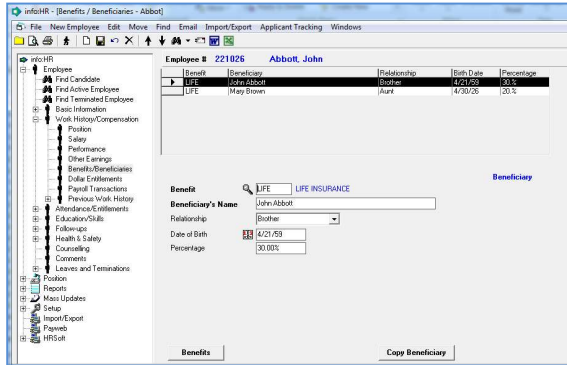 info:HR - [Benefits / Beneficiaries - Abbot]
File New Employee Edit Move Find Email Import/Export Applicant Tracking Windows
info:HR
Employee
Find Candidate
Find Active Employee
Find Terminated Employee
Basic Information
Work History/Compensation
Position
Salary
Performance
Other Earnings
Benefits/Beneficiaries
Dollar Entitlements
Payroll Transactions
Previous Work History
Attendance/Entitlements
Education/Skills
Follow-ups
Health & Safety
Counselling
Comments
Leaves and Terminations
Position
Reports
Mass Updates
Setup
Import/Export
Payweb
HRSoft
Employee # 221026 Abbott, John
Benefit Beneficiary Relationship Birth Date Percentage
LIFE John Abbott Brother 4/21/59 30.%
LIFE Mary Brown Aunt 4/30/26 20.%
Beneficiary
Benefit LIFE LIFE INSURANCE
Beneficiary's Name John Abbott
Relationship Brother
Date of Birth 4/21/59
Percentage 30.00%
Benefits Copy Beneficiary